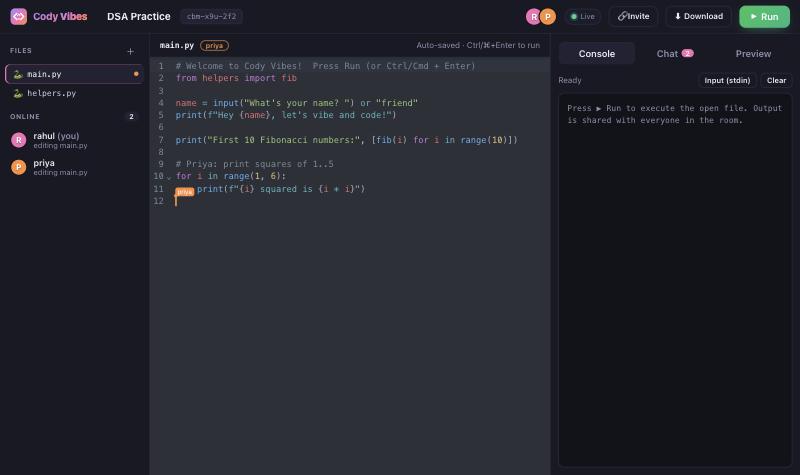 Cody Vibes
DSA Practice
cbm-x9u-2f2
R
P
Live
Invite
Download
Run
FILES
main.py
helpers.py
ONLINE
2
R
rahul (you)
editing main.py
P
priya
editing main.py
main.py
priya
Auto-saved · Ctrl/⌘+Enter to run
1 # Welcome to Cody Vibes!  Press Run (or Ctrl/Cmd + Enter)
2 from helpers import fib
3
4 name = input("What's your name? ") or "friend"
5 print(f"Hey {name}, let's vibe and code!")
6
7 print("First 10 Fibonacci numbers:", [fib(i) for i in range(10)])
8
9 # Priya: print squares of 1..5
10 for i in range(1, 6):
11     print(f"{i} squared is {i * i}")
priya
12
Console
Chat 2
Preview
Ready
Input (stdin)
Clear
Press ▶ Run to execute the open file. Output
is shared with everyone in the room.